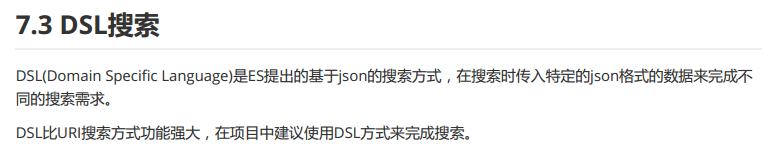 7.3 DSL搜索
DSL(Domain Specific Language)是ES提出的基于json的搜索方式，在搜索时传入特定的json格式的数据来完成不
同的搜索需求。
DSL比URI搜索方式功能强大，在项目中建议使用DSL方式来完成搜索。